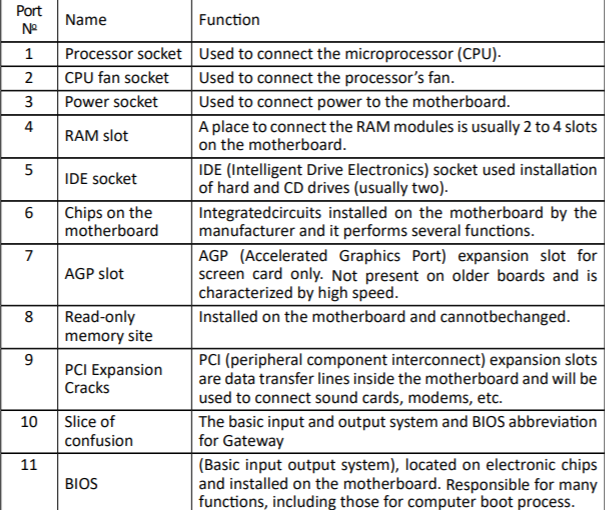 Port
№
Name
Function
1
Processor socket
Used to connect the microprocessor (CPU).
2
CPU fan socket
Used to connect the processor's fan.
3
Power socket
Used to connect power to the motherboard.
4
RAM slot
A place to connect the RAM modules is usually 2 to 4 slots
on the motherboard.
5
IDE socket
IDE (Intelligent Drive Electronics) socket used installation
of hard and CD drives (usually two).
6
Chips on the
motherboard
Integratedcircuits installed on the motherboard by the
manufacturer and it performs several functions.
7
AGP slot
AGP (Accelerated Graphics Port) expansion slot for
screen card only. Not present on older boards and is
characterized by high speed.
8
Read-only
memory site
Installed on the motherboard and cannotbechanged.
9
PCI Expansion
Cracks
PCI (peripheral component interconnect) expansion slots
are data transfer lines inside the motherboard and will be
used to connect sound cards, modems, etc.
10
Slice of
confusion
The basic input and output system and BIOS abbreviation
for Gateway
11
BIOS
(Basic input output system), located on electronic chips
and installed on the motherboard. Responsible for many
functions, including those for computer boot process.